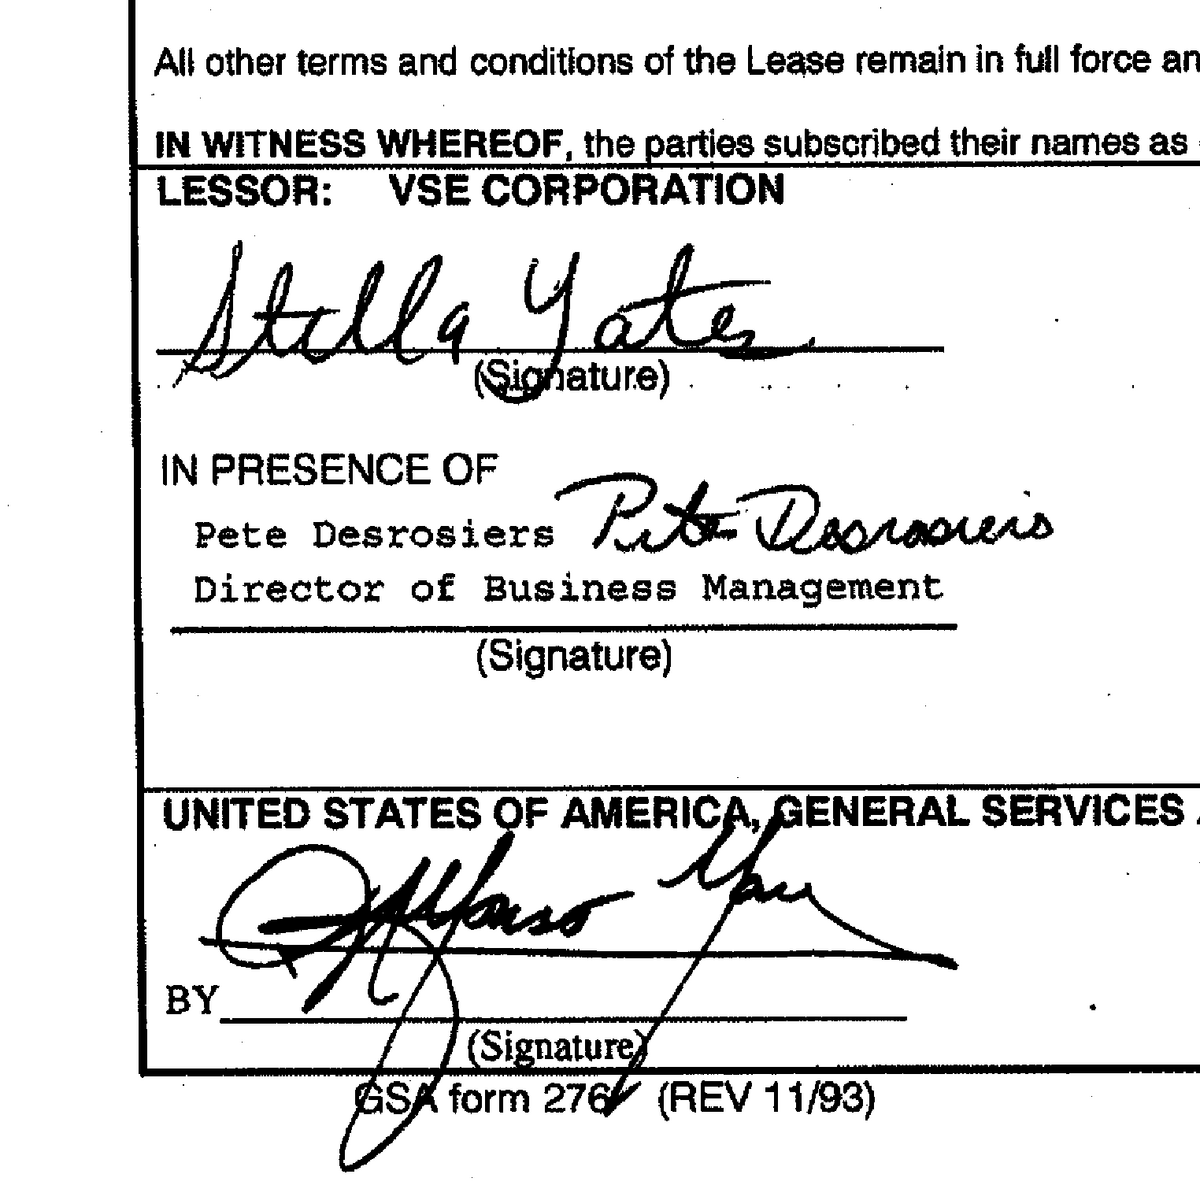 All other terms and conditions of the Lease remain in full force an
IN WITNESS WHEREOF, the parties subscribed their names as
LESSOR: VSE CORPORATION
Stella Yates
(Signature)
IN PRESENCE OF
Pete Desrosiers Pete Desrosiers
Director of Business Management
(Signature)
UNITED STATES OF AMERICA, GENERAL SERVICES
Alfonso
BY
(Signature)
GSA form 276 (REV 11/93)